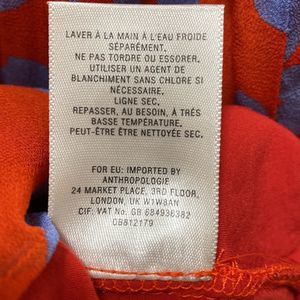 LAVER À LA MAIN À L'EAU FROIDE
SÉPARÉMENT.
NE PAS TORDRE OU ESSORER.
UTILISER UN AGENT DE
BLANCHIMENT SANS CHLORE SI
NÉCESSAIRE.
LIGNE SEC.
REPASSER, AU BESOIN, À TRÈS
BASSE TEMPÉRATURE.
PEUT-ÊTRE ÊTRE NETTOYÉE SEC.
FOR EU: IMPORTED BY
ANTHROPOLOGIE
24 MARKET PLACE, 3RD FLOOR,
LONDON, UK W1W8AN
CIF. VAT No GB 684936382
CB812179